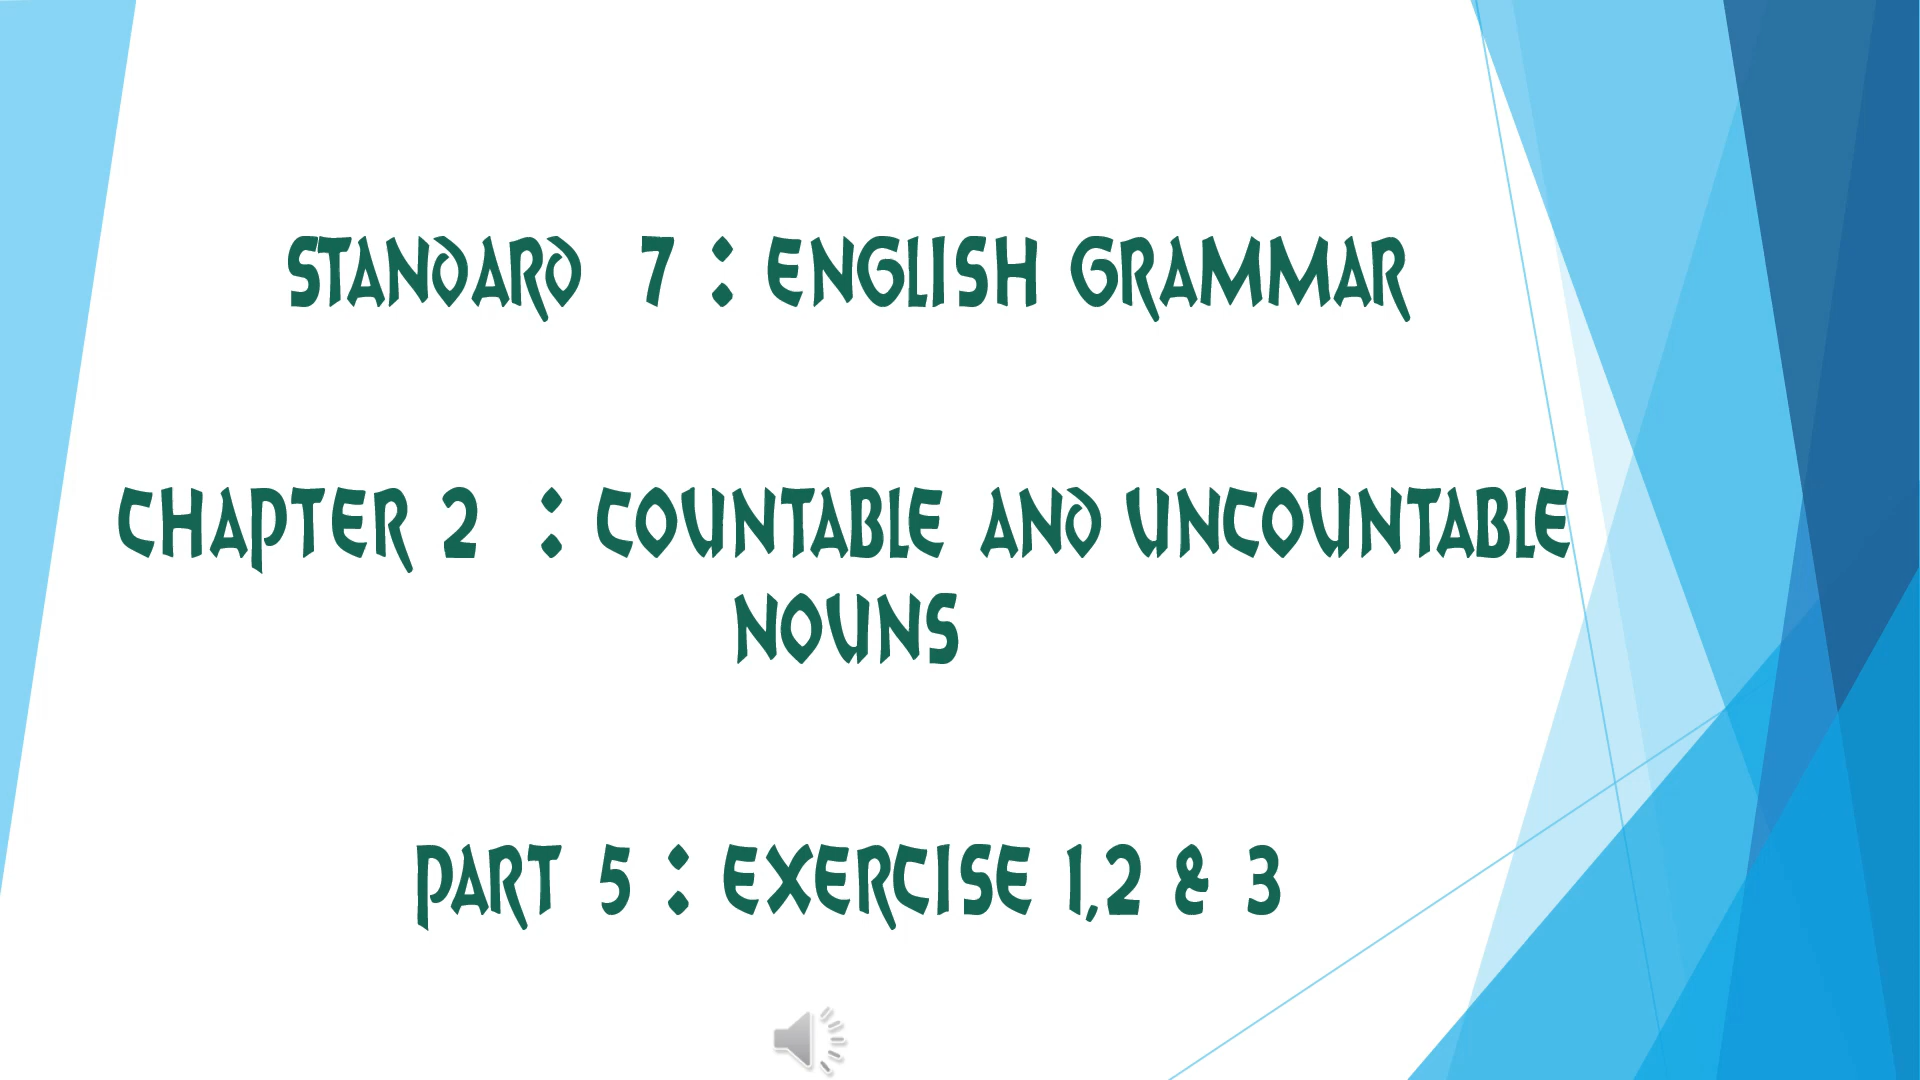 STANDARD 7 : ENGLISH GRAMMAR
CHAPTER 2 : COUNTABLE AND UNCOUNTABLE
NOUNS
PART 5 : EXERCISE 1,2 & 3